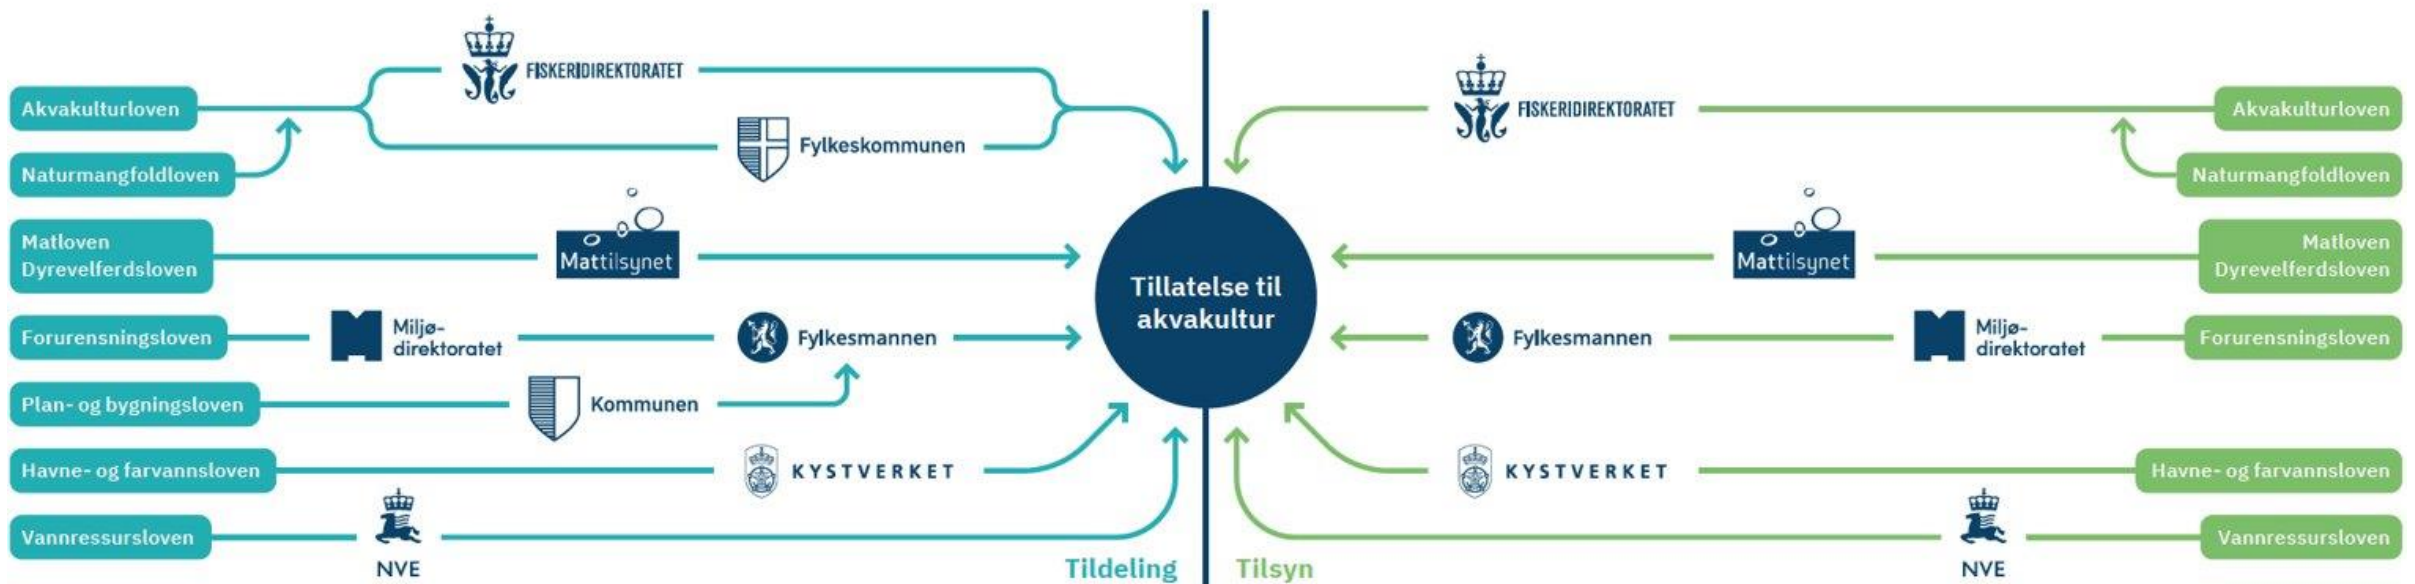 FISKERIDIREKTORATET
Akvakulturloven
Fylkeskommunen
Naturmangfoldloven
Matloven
Dyrevelferdsloven
Mattilsynet
Forurensningsloven
Miljø-
direktoratet
Fylkesmannen
Plan- og bygningsloven
Kommunen
Havne- og farvannsloven
KYSTVERKET
Vannressursloven
NVE
Tildeling
Tillatelse til
akvakultur
FISKERIDIREKTORATET
Akvakulturloven
Naturmangfoldloven
Mattilsynet
Matloven
Dyrevelferdsloven
Fylkesmannen
Miljø-
direktoratet
Forurensningsloven
KYSTVERKET
Havne- og farvannsloven
NVE
Vannressursloven
Tilsyn